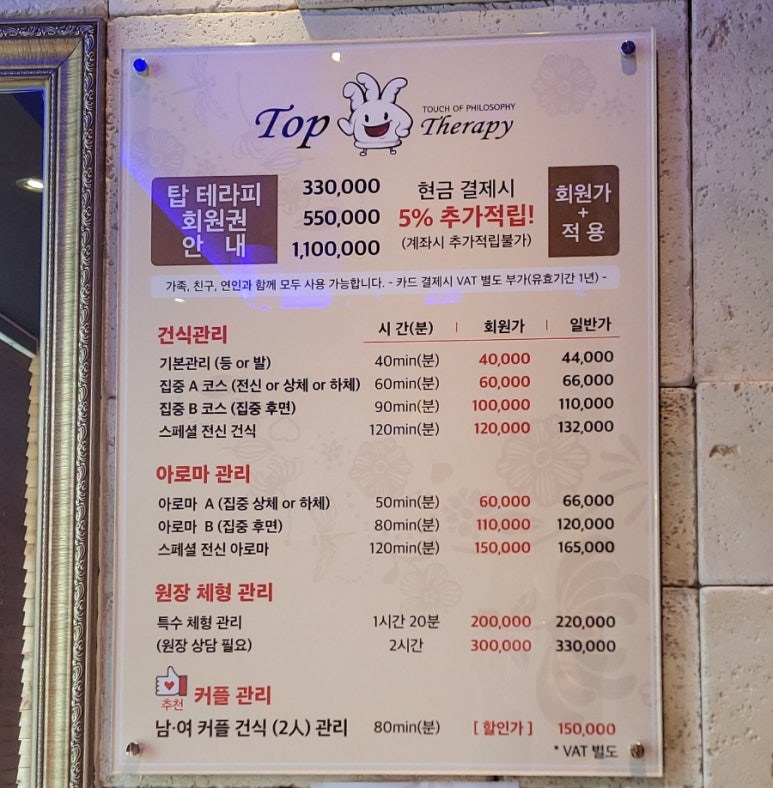 Top
TOUCH OF PHILOSOPHY
Therapy
탑 테라피
회원권
안 내
330,000
550,000
1,100,000
현금 결제시
5% 추가적립!
(계좌시 추가적립불가)
회원가
+
적 용
가족, 친구, 연인과 함께 모두 사용 가능합니다. - 카드 결제시 VAT 별도 부가(유효기간 1년) -
건식관리 시 간(분) | 회원가 | 일반가
기본관리 (등 or 발) 40min(분) 40,000 44,000
집중 A 코스 (전신 or 상체 or 하체) 60min(분) 60,000 66,000
집중 B 코스 (집중 후면) 90min(분) 100,000 110,000
스페셜 전신 건식 120min(분) 120,000 132,000
아로마 관리
아로마 A (집중 상체 or 하체) 50min(분) 60,000 66,000
아로마 B (집중 후면) 80min(분) 110,000 120,000
스페셜 전신 아로마 120min(분) 150,000 165,000
원장 체형 관리
특수 체형 관리 1시간 20분 200,000 220,000
(원장 상담 필요) 2시간 300,000 330,000
추천 커플 관리
남·여 커플 건식 (2人) 관리 80min(분) [ 할인가 ] 150,000
* VAT 별도